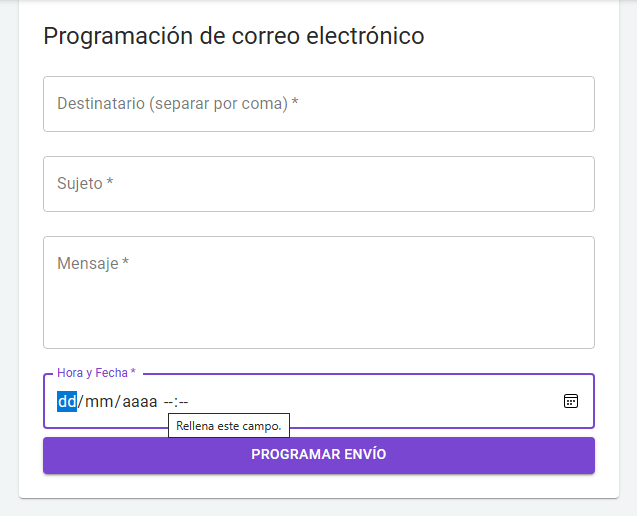 Programación de correo electrónico
Destinatario (separar por coma) *
Sujeto *
Mensaje *
Hora y Fecha *
dd/mm/aaaa --:--
Rellena este campo.
PROGRAMAR ENVÍO